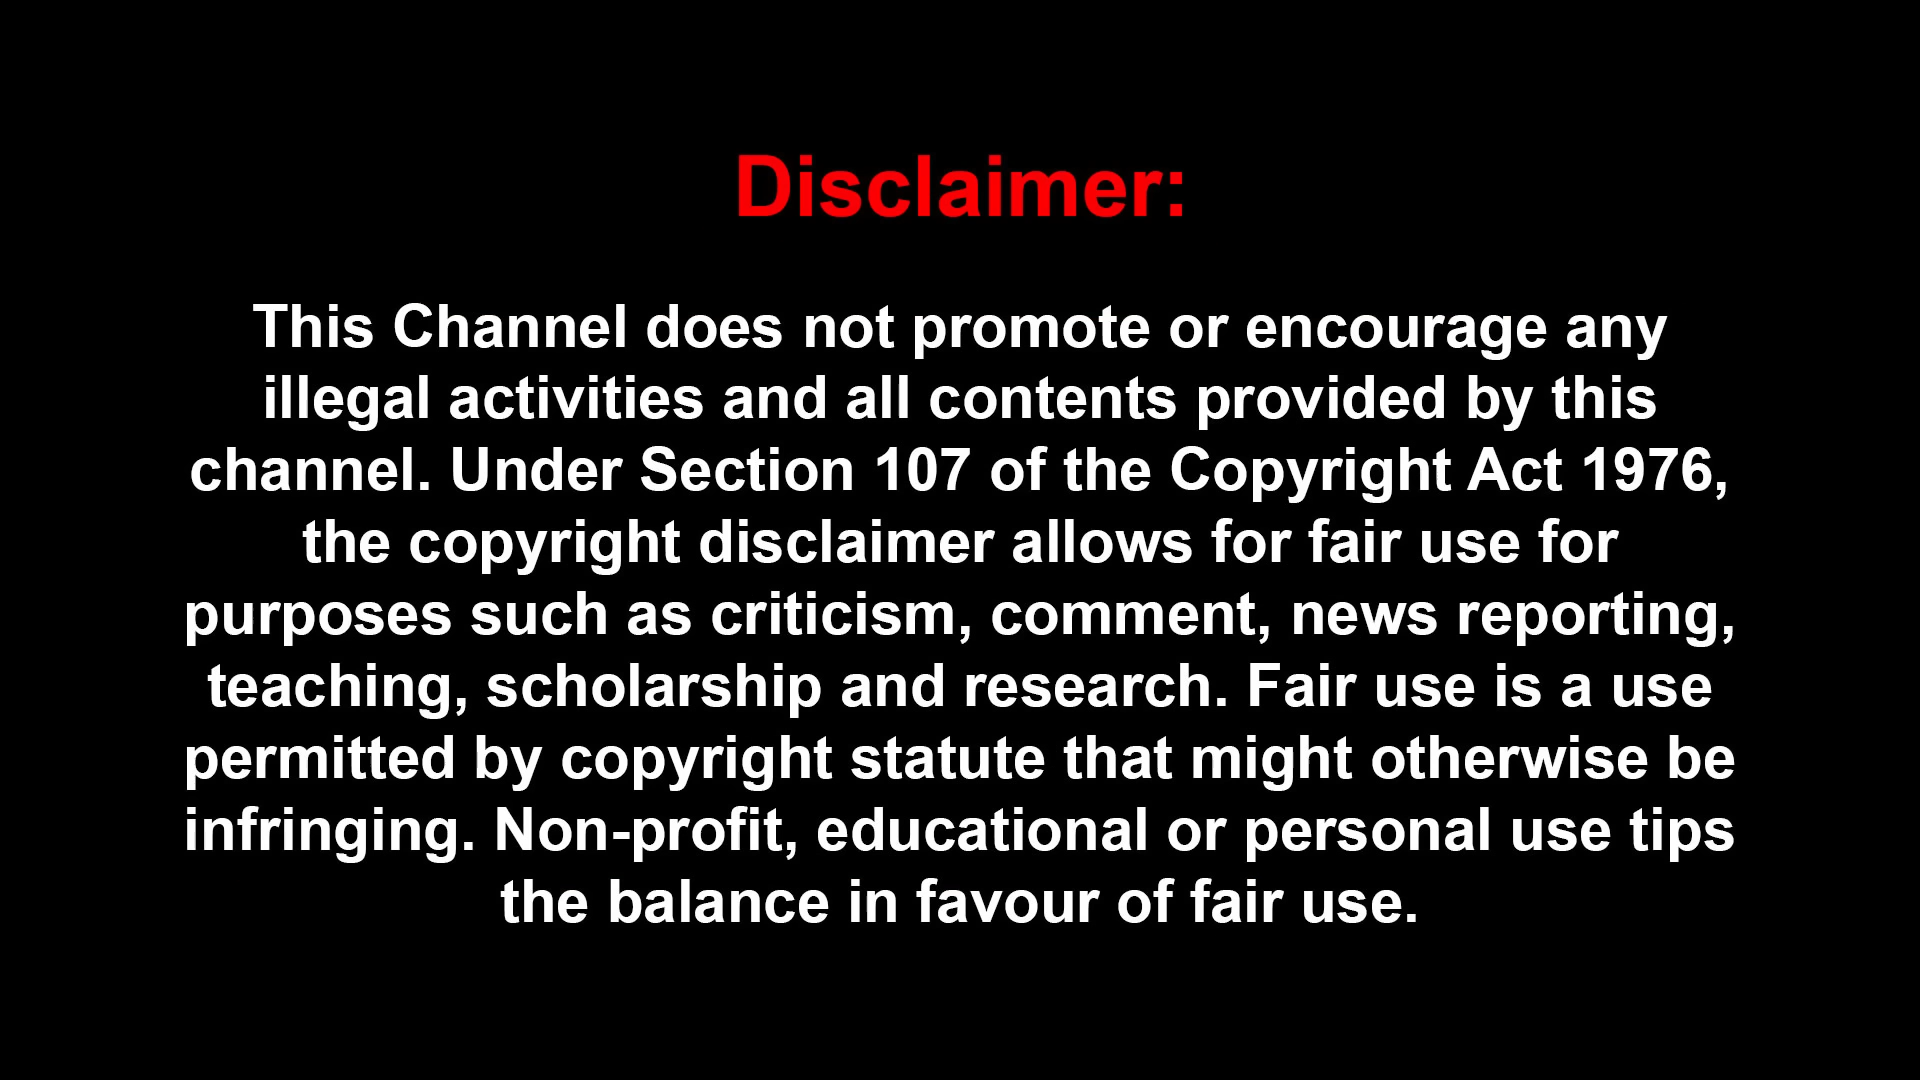 Disclaimer:
This Channel does not promote or encourage any
illegal activities and all contents provided by this
channel. Under Section 107 of the Copyright Act 1976,
the copyright disclaimer allows for fair use for
purposes such as criticism, comment, news reporting,
teaching, scholarship and research. Fair use is a use
permitted by copyright statute that might otherwise be
infringing. Non-profit, educational or personal use tips
the balance in favour of fair use.